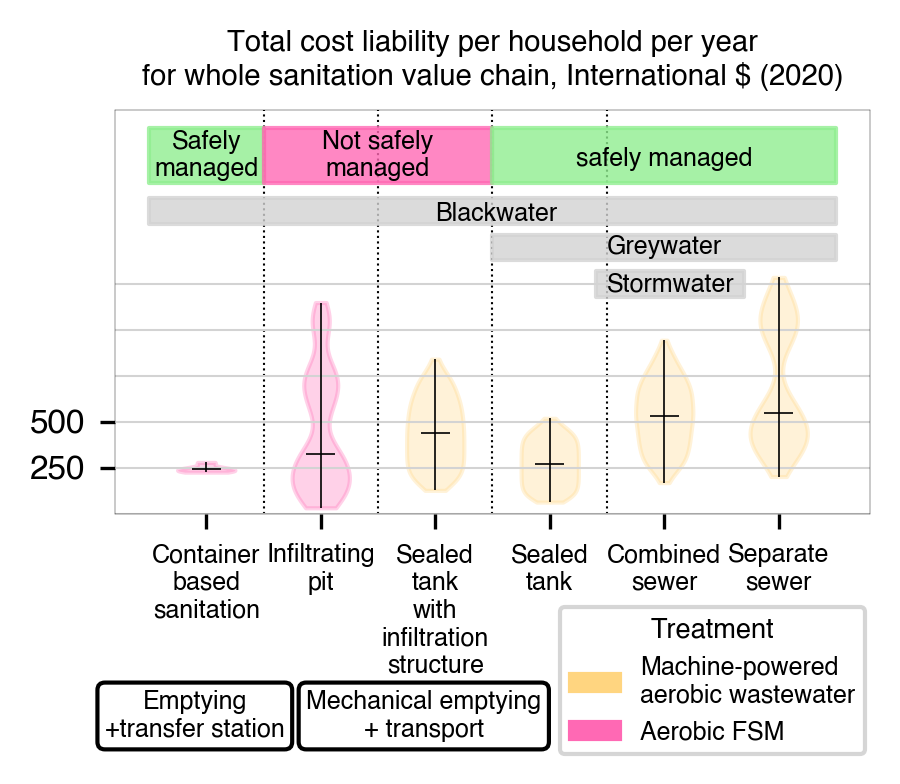 Total cost liability per household per year
for whole sanitation value chain, International $ (2020)
Safely
managed
Not safely
managed
safely managed
Blackwater
Greywater
Stormwater
500
250
Container
based
sanitation
Infiltrating
pit
Sealed
tank
with
infiltration
structure
Sealed
tank
Combined
sewer
Separate
sewer
Emptying
+transfer station
Mechanical emptying
+ transport
Treatment
Machine-powered
aerobic wastewater
Aerobic FSM